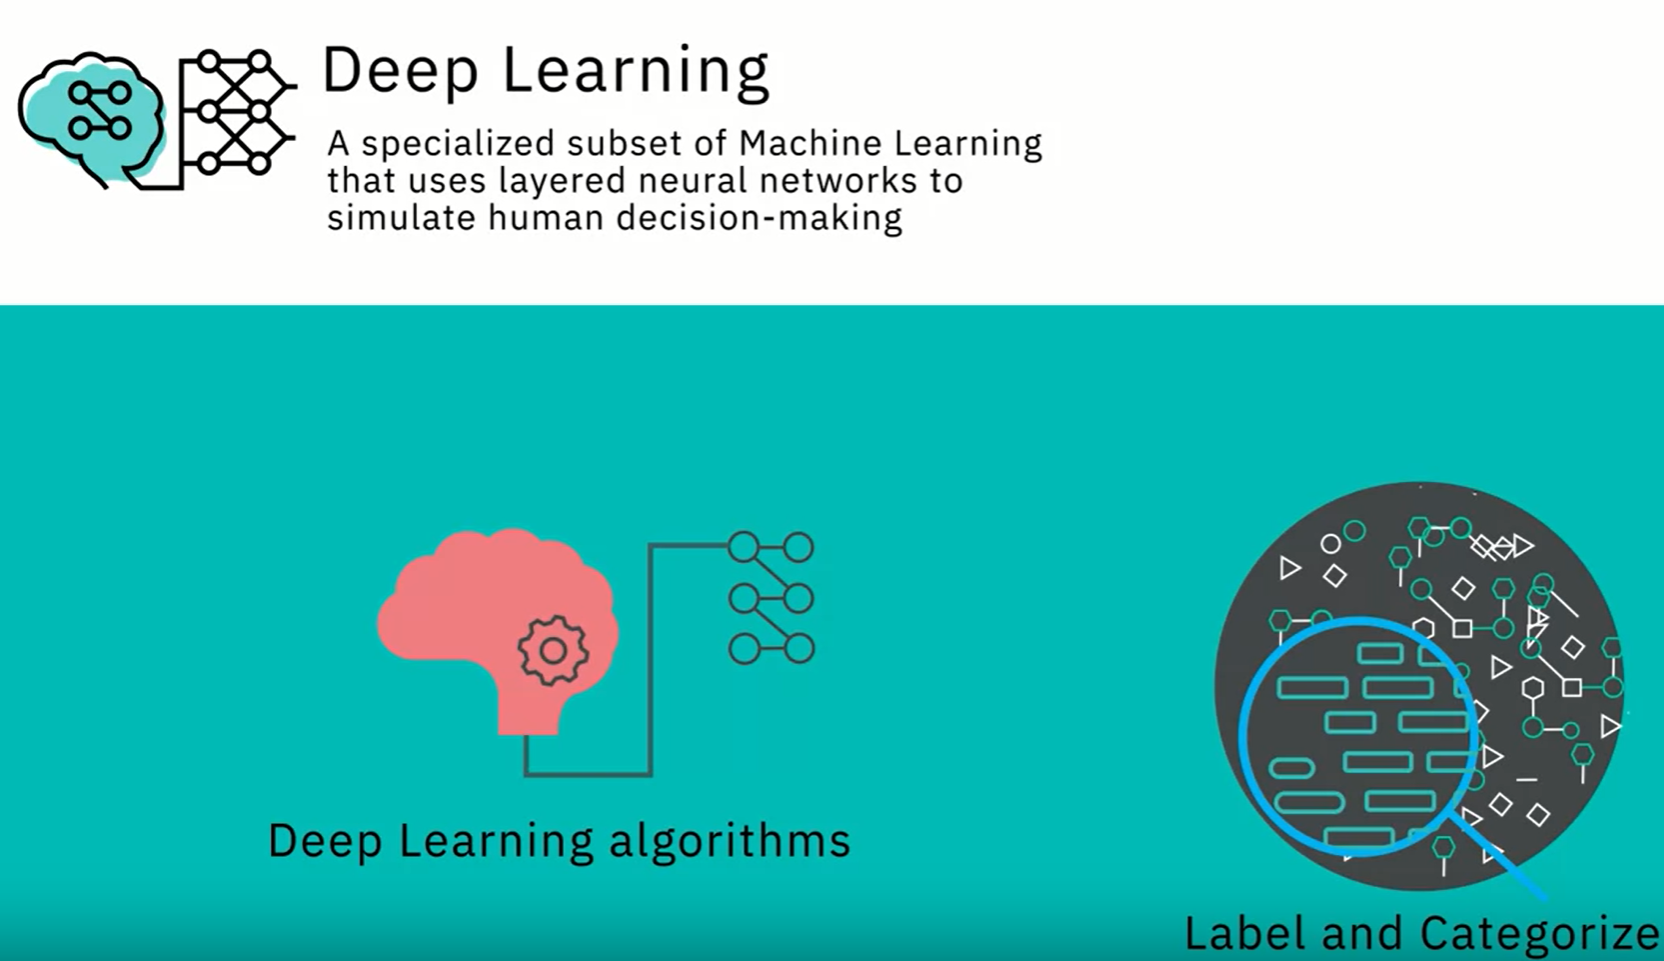 Deep Learning
A specialized subset of Machine Learning
that uses layered neural networks to
simulate human decision-making
Deep Learning algorithms
Label and Categorize